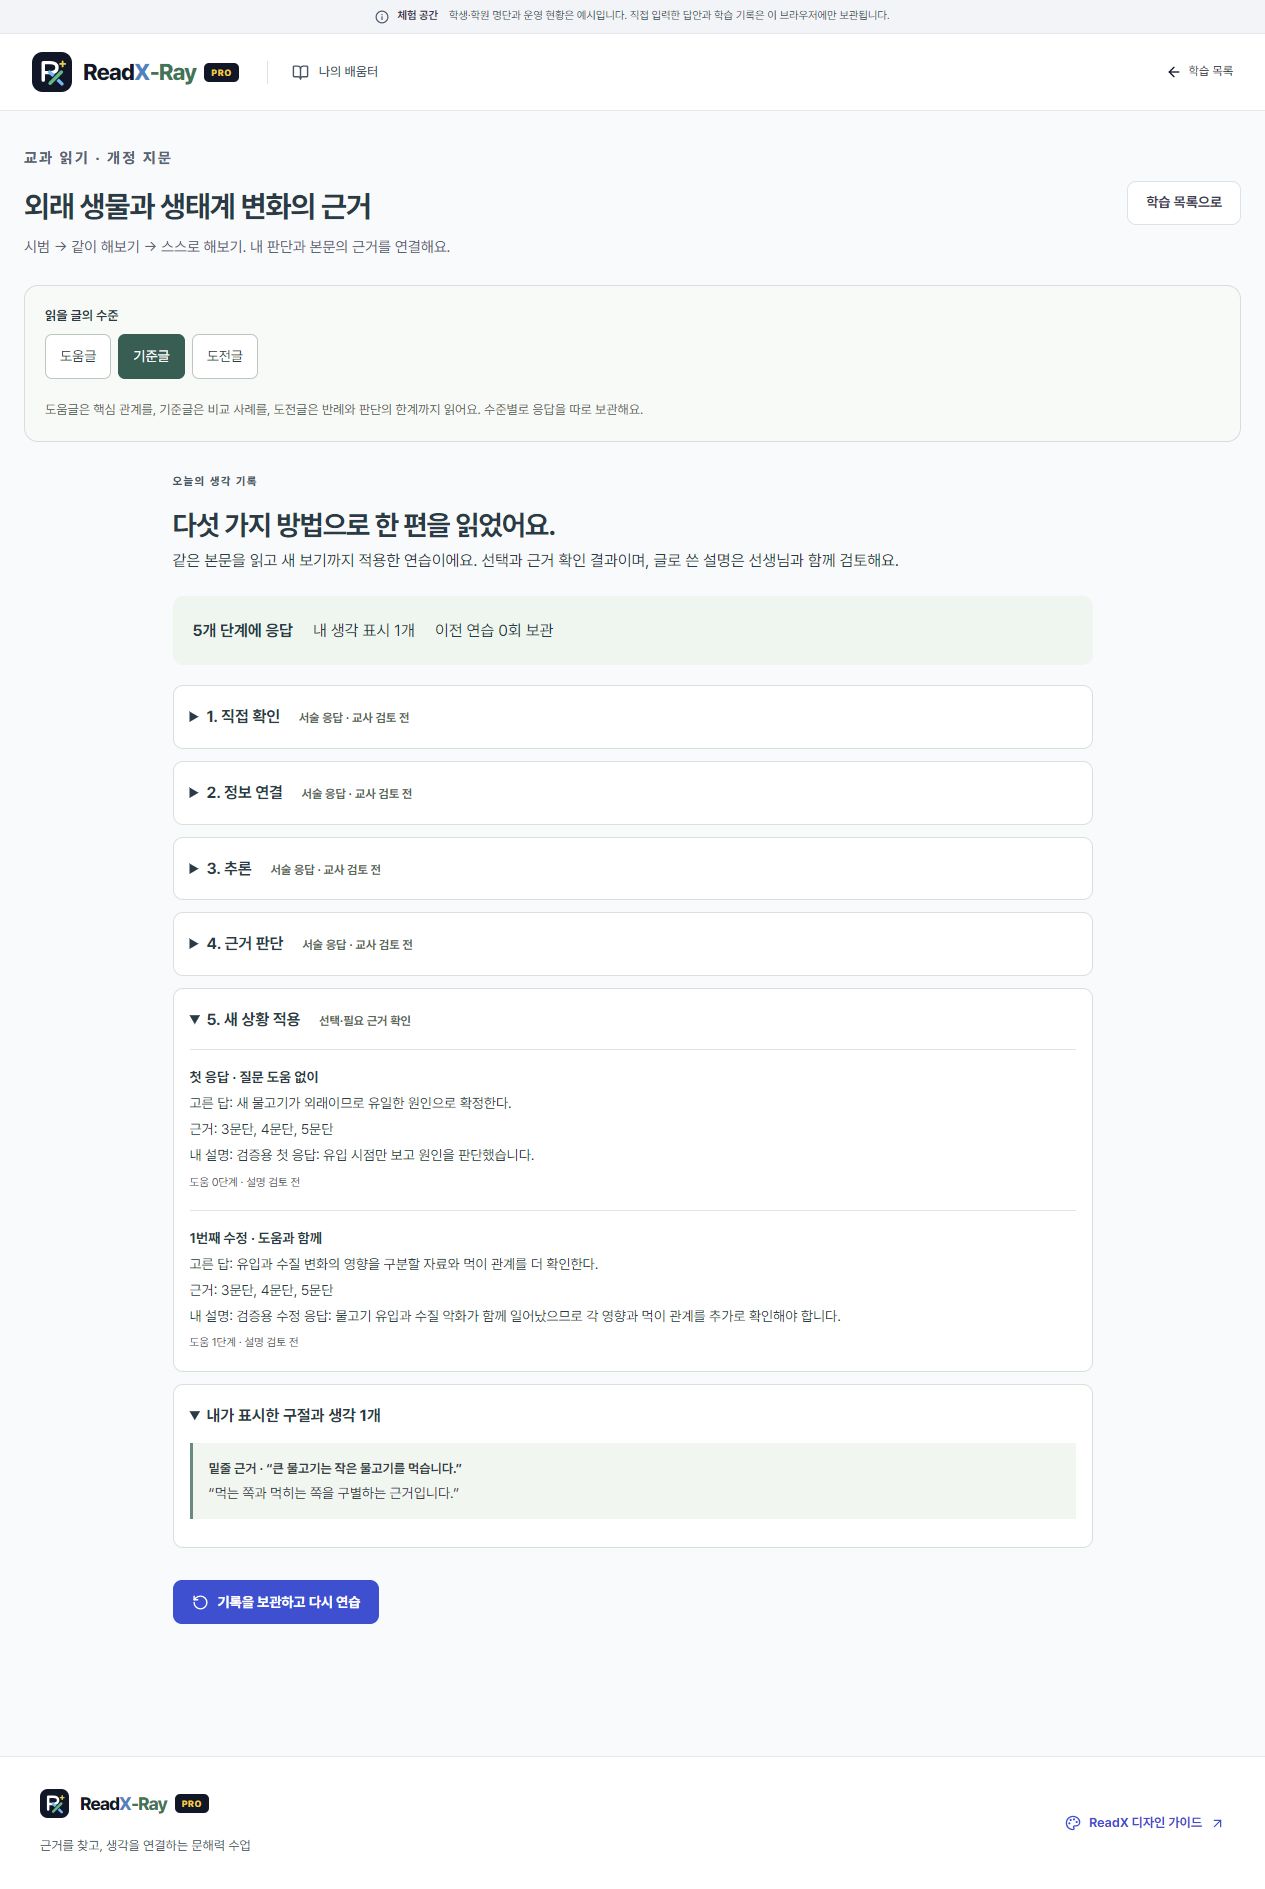 체험 공간 학생·학원 명단과 운영 현황은 예시입니다. 직접 입력한 답안과 학습 기록은 이 브라우저에만 보관됩니다.
ReadX-Ray PRO 나의 배움터
학습 목록
교과 읽기 · 개정 지문
외래 생물과 생태계 변화의 근거
학습 목록으로
시범 → 같이 해보기 → 스스로 해보기. 내 판단과 본문의 근거를 연결해요.
읽을 글의 수준
도움글 기준글 도전글
도움글은 핵심 관계를, 기준글은 비교 사례를, 도전글은 반례와 판단의 한계까지 읽어요. 수준별로 응답을 따로 보관해요.
오늘의 생각 기록
다섯 가지 방법으로 한 편을 읽었어요.
같은 본문을 읽고 새 보기까지 적용한 연습이에요. 선택과 근거 확인 결과이며, 글로 쓴 설명은 선생님과 함께 검토해요.
5개 단계에 응답 내 생각 표시 1개 이전 연습 0회 보관
▶ 1. 직접 확인 서술 응답 · 교사 검토 전
▶ 2. 정보 연결 서술 응답 · 교사 검토 전
▶ 3. 추론 서술 응답 · 교사 검토 전
▶ 4. 근거 판단 서술 응답 · 교사 검토 전
▼ 5. 새 상황 적용 선택·필요 근거 확인
첫 응답 · 질문 도움 없이
고른 답: 새 물고기가 외래이므로 유일한 원인으로 확정한다.
근거: 3문단, 4문단, 5문단
내 설명: 검증용 첫 응답: 유입 시점만 보고 원인을 판단했습니다.
도움 0단계 · 설명 검토 전
1번째 수정 · 도움과 함께
고른 답: 유입과 수질 변화의 영향을 구분할 자료와 먹이 관계를 더 확인한다.
근거: 3문단, 4문단, 5문단
내 설명: 검증용 수정 응답: 물고기 유입과 수질 악화가 함께 일어났으므로 각 영향과 먹이 관계를 추가로 확인해야 합니다.
도움 1단계 · 설명 검토 전
▼ 내가 표시한 구절과 생각 1개
밑줄 근거 · “큰 물고기는 작은 물고기를 먹습니다.”
“먹는 쪽과 먹히는 쪽을 구별하는 근거입니다.”
기록을 보관하고 다시 연습
ReadX-Ray PRO
근거를 찾고, 생각을 연결하는 문해력 수업
ReadX 디자인 가이드